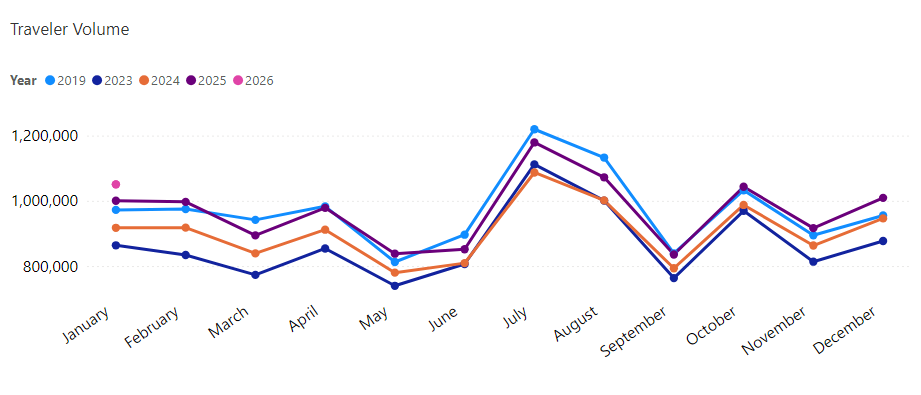 Traveler Volume
Year 2019 2023 2024 2025 2026
1,200,000
1,000,000
800,000
January February March April May June July August September October November December